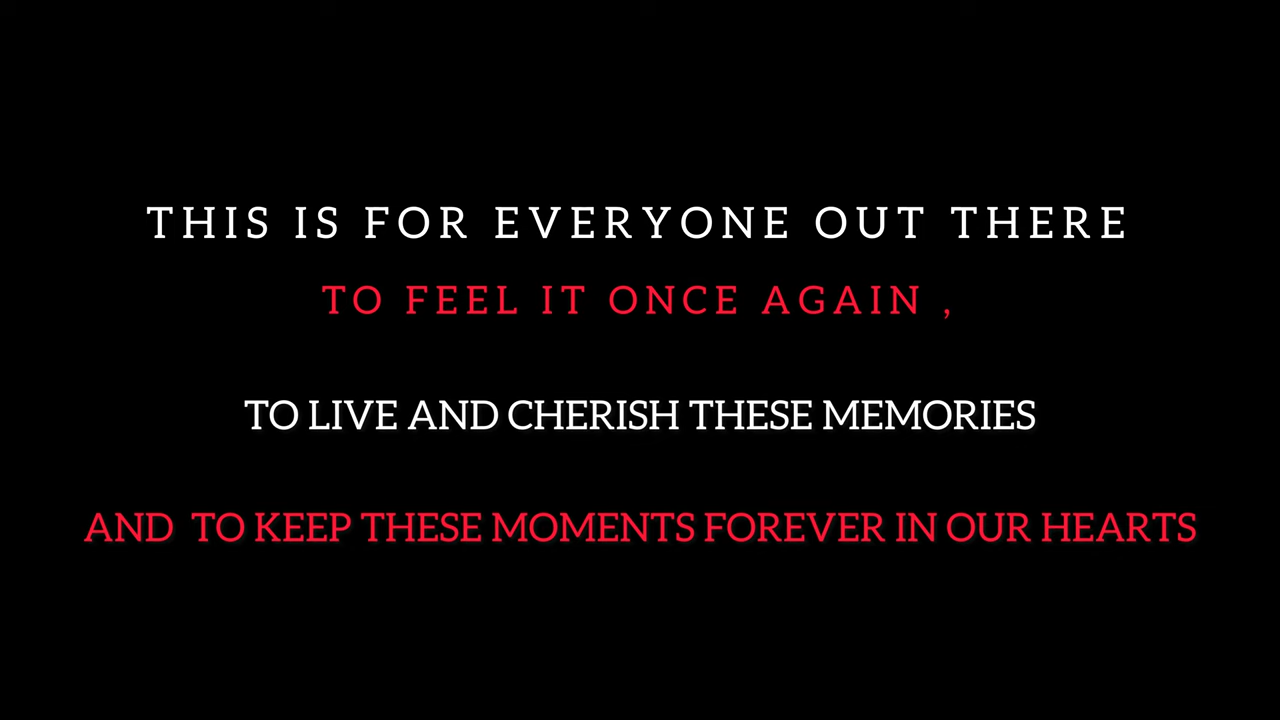 THIS IS FOR EVERYONE OUT THERE
TO FEEL IT ONCE AGAIN ,
TO LIVE AND CHERISH THESE MEMORIES
AND  TO KEEP THESE MOMENTS FOREVER IN OUR HEARTS